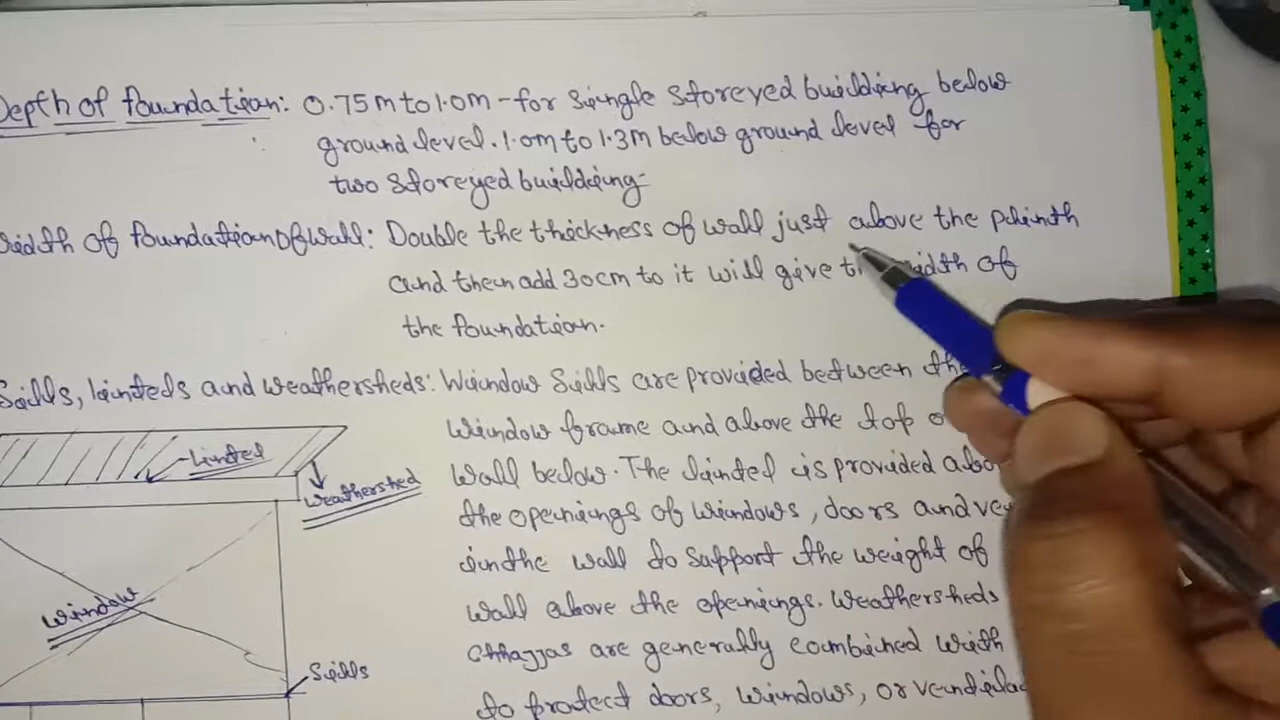 Depth of foundation: 0.75m to 1.0m - for single storeyed building below
ground level. 1.0m to 1.3m below ground level for
two storeyed building-
Width of foundation of wall: Double the thickness of wall just above the plinth
and then add 30cm to it will give width of
the foundation.
Sills, lintels and weathersheds: Window Sills are provided between the
Window frame and above the top
Wall below. The lintel is provided
the openings of windows, doors and
in the wall to support the weight of
Wall above the openings. Weathersheds
chhajjas are generally combined with
to protect doors, windows, or
Lintel
Weathershed
Window
Sills